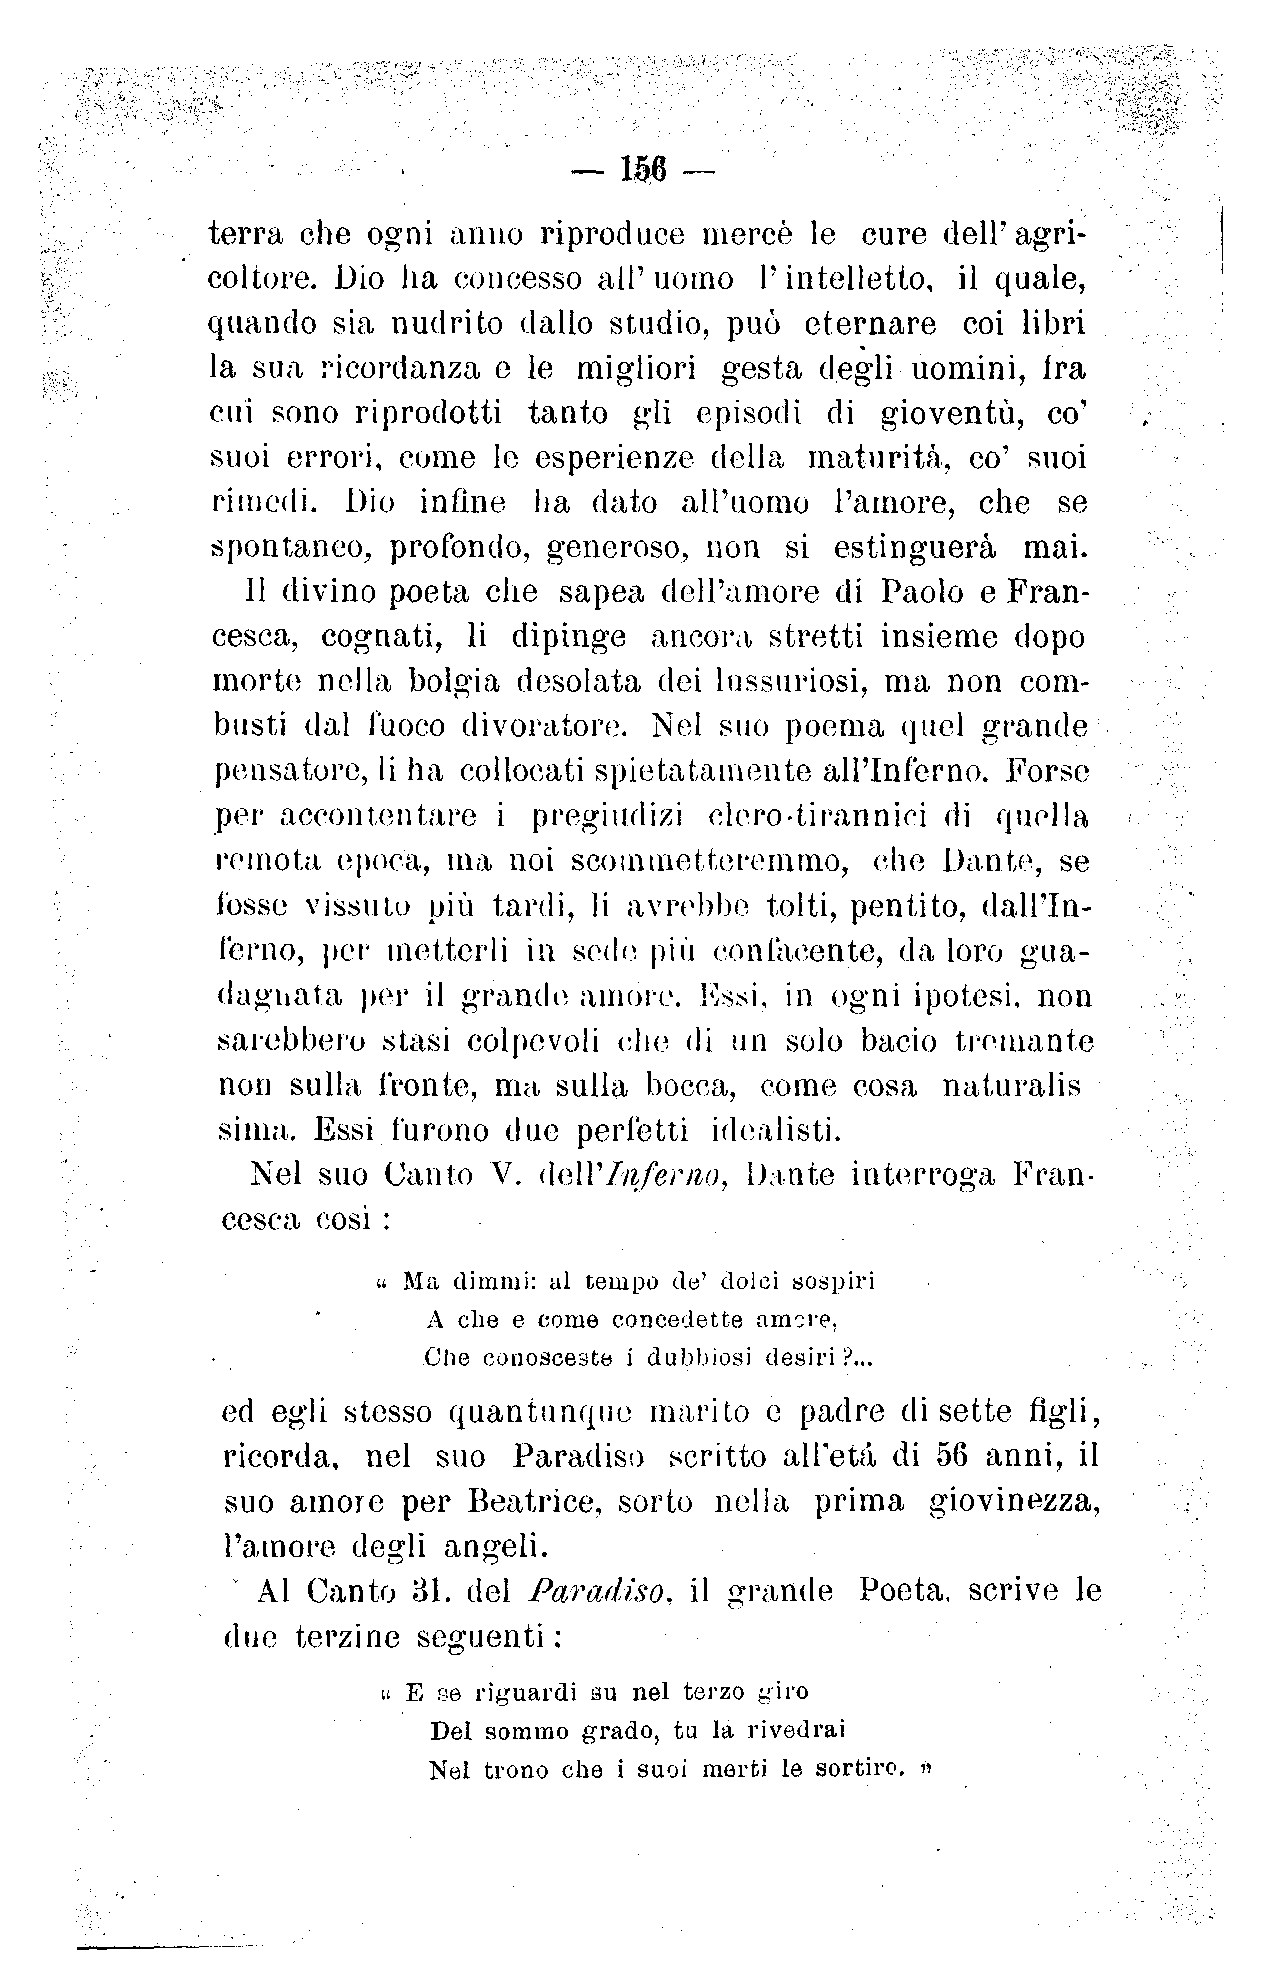 — 156 —
terra che ogni anno riproduce mercè le cure dell' agri-
coltore. Dio ha concesso all' uomo l' intelletto, il quale,
quando sia nudrito dallo studio, può eternare coi libri
la sua ricordanza e le migliori gesta degli uomini, fra
cui sono riprodotti tanto gli episodi di gioventù, co'
suoi errori, come le esperienze della maturità, co' suoi
rimedi. Dio infine ha dato all'uomo l'amore, che se
spontaneo, profondo, generoso, non si estinguerà mai.
Il divino poeta che sapea dell'amore di Paolo e Fran-
cesca, cognati, li dipinge ancora stretti insieme dopo
morte nella bolgia desolata dei lussuriosi, ma non com-
busti dal fuoco divoratore. Nel suo poema quel grande
pensatore, li ha collocati spietatamente all'Inferno. Forse
per accontentare i pregiudizi clero-tirannici di quella
remota epoca, ma noi scommetteremmo, che Dante, se
fosse vissuto più tardi, li avrebbe tolti, pentito, dall'In-
ferno, per metterli in sede più confacente, da loro gua-
dagnata per il grande amore. Essi, in ogni ipotesi, non
sarebbero stasi colpevoli che di un solo bacio tremante
non sulla fronte, ma sulla bocca, come cosa naturalis
sima. Essi furono due perfetti idealisti.
Nel suo Canto V. dell'Inferno, Dante interroga Fran-
cesca così :
“ Ma dimmi: al tempo de' dolci sospiri
A che e come concedette amore,
Che conosceste i dubbiosi desiri ?...
ed egli stesso quantunque marito e padre di sette figli,
ricorda, nel suo Paradiso scritto all'età di 56 anni, il
suo amore per Beatrice, sorto nella prima giovinezza,
l'amore degli angeli.
Al Canto 31. del Paradiso, il grande Poeta, scrive le
due terzine seguenti :
“ E se riguardi su nel terzo giro
Del sommo grado, tu la rivedrai
Nel trono che i suoi merti le sortiro. „